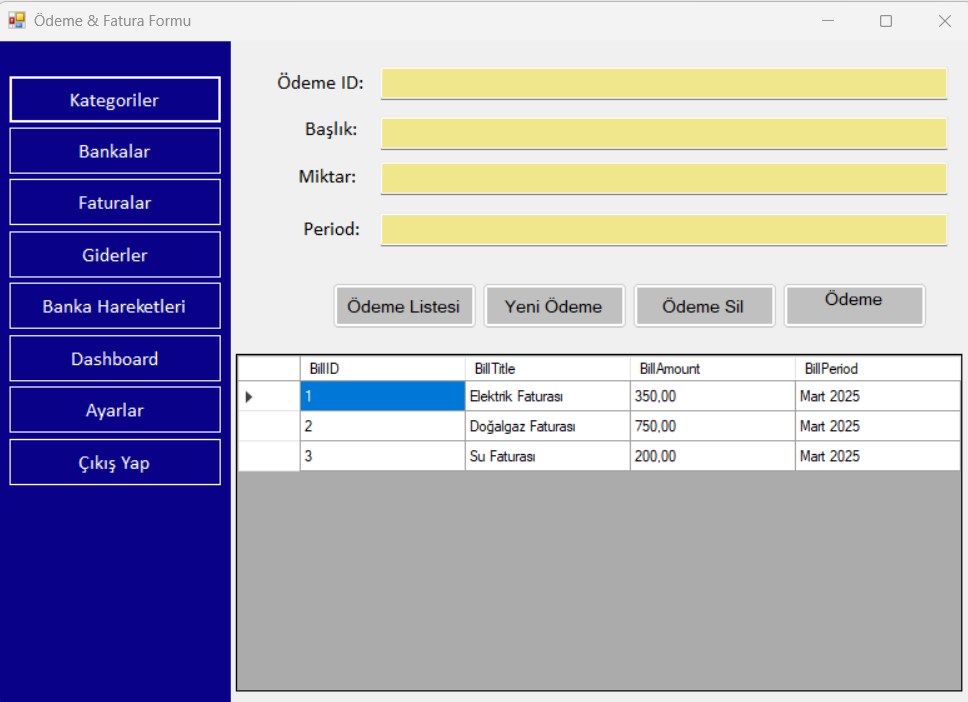 Ödeme & Fatura Formu
Kategoriler
Bankalar
Faturalar
Giderler
Banka Hareketleri
Dashboard
Ayarlar
Çıkış Yap
Ödeme ID:
Başlık:
Miktar:
Period:
Ödeme Listesi Yeni Ödeme Ödeme Sil Ödeme
BillID BillTitle BillAmount BillPeriod
1 Elektrik Faturası 350,00 Mart 2025
2 Doğalgaz Faturası 750,00 Mart 2025
3 Su Faturası 200,00 Mart 2025